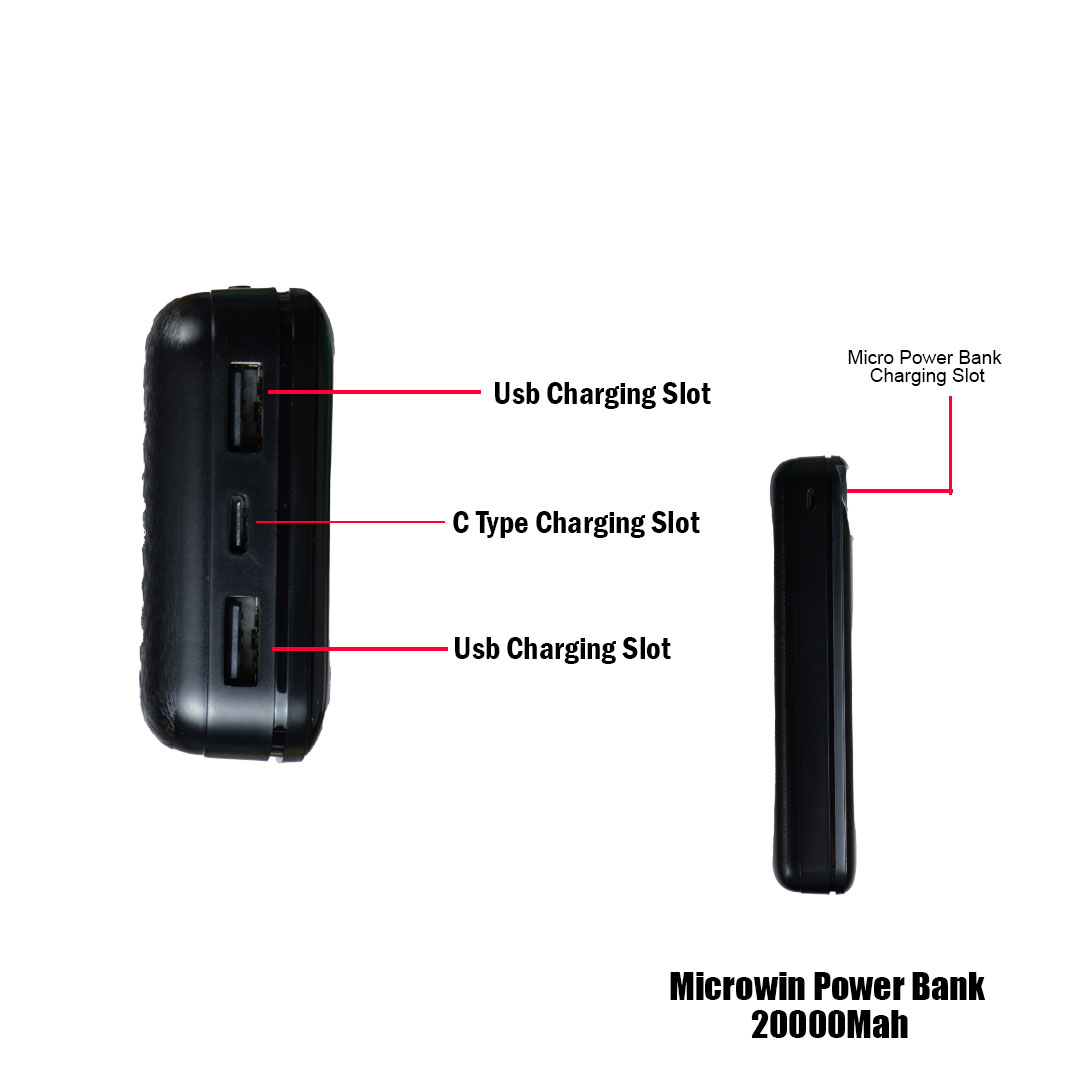 Usb Charging Slot
C Type Charging Slot
Usb Charging Slot
Micro Power Bank
Charging Slot
Microwin Power Bank
20000Mah